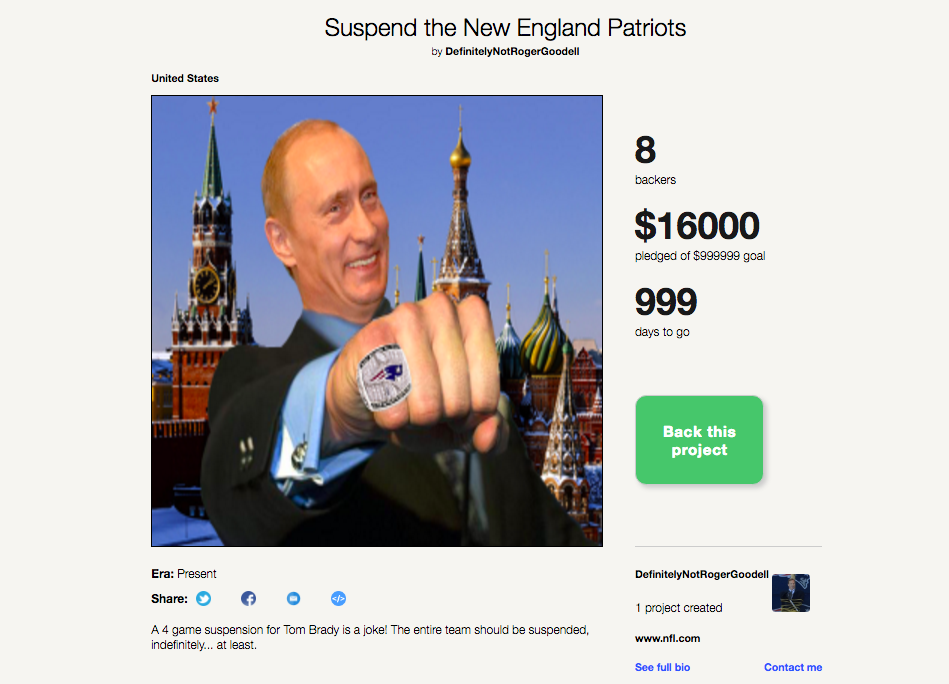 Suspend the New England Patriots
by DefinitelyNotRogerGoodell
United States
8
backers
$16000
pledged of $999999 goal
999
days to go
Back this
project
Era: Present
Share:
A 4 game suspension for Tom Brady is a joke! The entire team should be suspended,
indefinitely... at least.
DefinitelyNotRogerGoodell
1 project created
www.nfl.com
See full bio
Contact me